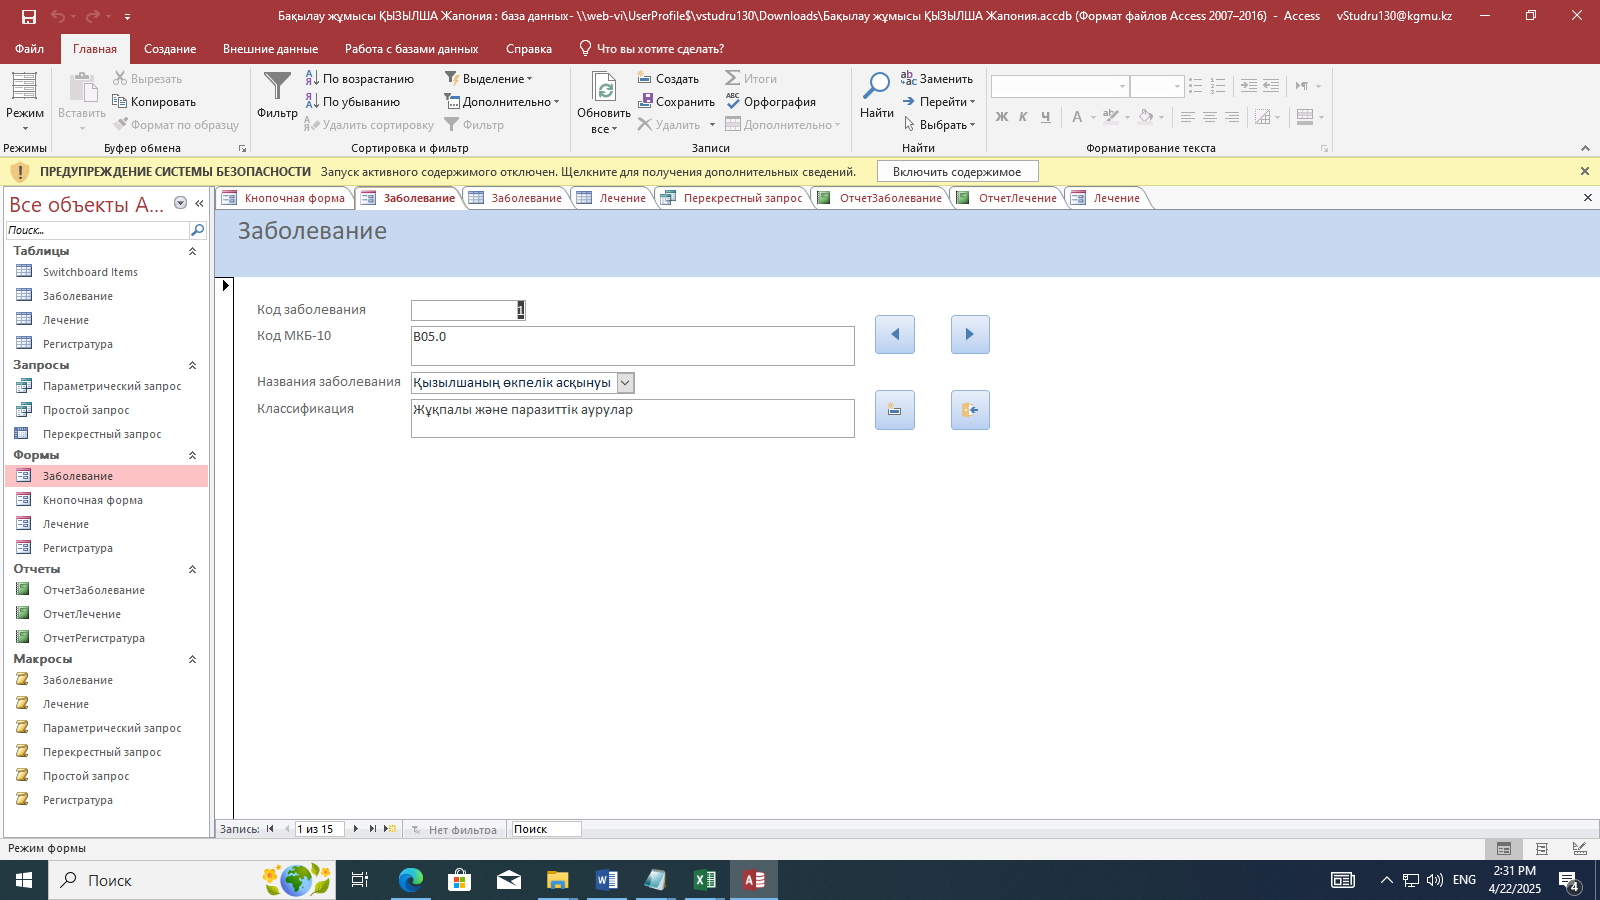 Бақылау жұмысы ҚЫЗЫЛША Жапония : база данных- \\web-vi\UserProfile$\vstudru130\Downloads\Бақылау жұмысы ҚЫЗЫЛША Жапония.accdb (Формат файлов Access 2007–2016) - Access
vStudru130@kgmu.kz
Файл Главная Создание Внешние данные Работа с базами данных Справка Что вы хотите сделать?
Режим
Режимы
Вставить
Вырезать
Копировать
Формат по образцу
Буфер обмена
Фильтр
По возрастанию
По убыванию
Удалить сортировку
Выделение
Дополнительно
Фильтр
Сортировка и фильтр
Обновить
все
Создать
Сохранить
Удалить
Итоги
Орфография
Дополнительно
Записи
Найти
Заменить
Перейти
Выбрать
Найти
Ж К Ч А
Форматирование текста
ПРЕДУПРЕЖДЕНИЕ СИСТЕМЫ БЕЗОПАСНОСТИ Запуск активного содержимого отключен. Щелкните для получения дополнительных сведений. Включить содержимое
Все объекты A...
Поиск...
Таблицы
Switchboard Items
Заболевание
Лечение
Регистратура
Запросы
Параметрический запрос
Простой запрос
Перекрестный запрос
Формы
Заболевание
Кнопочная форма
Лечение
Регистратура
Отчеты
ОтчетЗаболевание
ОтчетЛечение
ОтчетРегистратура
Макросы
Заболевание
Лечение
Параметрический запрос
Перекрестный запрос
Простой запрос
Регистратура
Кнопочная форма Заболевание Заболевание Лечение Перекрестный запрос ОтчетЗаболевание ОтчетЛечение Лечение
Заболевание
Код заболевания 1
Код МКБ-10 B05.0
Названия заболевания Қызылшаның өкпелік асқынуы
Классификация Жұқпалы және паразиттік аурулар
Запись: 1 из 15 Нет фильтра Поиск
Режим формы
Поиск
ENG
2:31 PM
4/22/2025
4